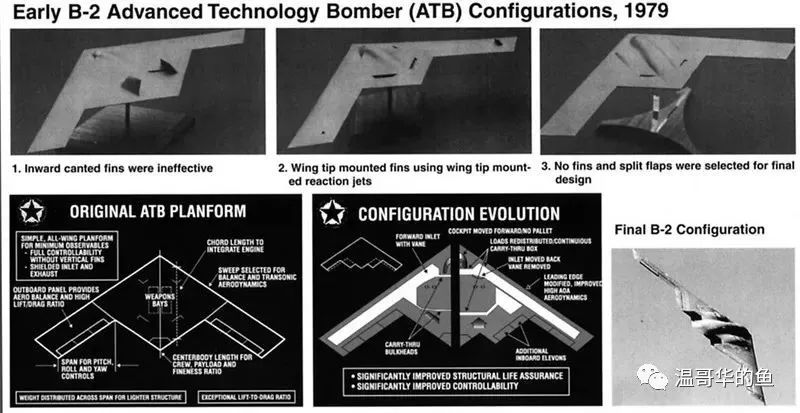 Early B-2 Advanced Technology Bomber (ATB) Configurations, 1979
1. Inward canted fins were ineffective
2. Wing tip mounted fins using wing tip mount-
ed reaction jets
3. No fins and split flaps were selected for final
design
ORIGINAL ATB PLANFORM
SIMPLE, ALL-WING PLANFORM
FOR MINIMUM OBSERVABLES
- FULL CONTROLLABILITY
WITHOUT VERTICAL FINS
- SHIELDED INLET AND
EXHAUST
CHORD LENGTH TO
INTEGRATE ENGINE
SWEEP SELECTED FOR
BALANCE AND TRANSONIC
AERODYNAMICS
OUTBOARD PANEL PROVIDES
AERO BALANCE AND HIGH
LIFT/DRAG RATIO
WEAPONS
BAYS
SPAN FOR PITCH,
ROLL AND YAW
CONTROLS
CENTERBODY LENGTH FOR
CREW, PAYLOAD AND
FINENESS RATIO
WEIGHT DISTRIBUTED ACROSS SPAN FOR LIGHTER STRUCTURE
EXCEPTIONAL LIFT-TO-DRAG RATIO
CONFIGURATION EVOLUTION
COCKPIT MOVED FORWARD/NO PALLET
FORWARD INLET
WITH VANE
LOADS REDISTRIBUTED/CONTINUOUS
CARRY-THRU BOX
INLET MOVED BACK
VANE REMOVED
LEADING EDGE
MODIFIED, IMPROVED
HIGH AOA
AERODYNAMICS
CARRY-THRU
BULKHEADS
ADDITIONAL
INBOARD ELEVONS
• SIGNIFICANTLY IMPROVED STRUCTURAL LIFE ASSURANCE
• SIGNIFICANTLY IMPROVED CONTROLLABILITY
Final B-2 Configuration
温哥华的鱼